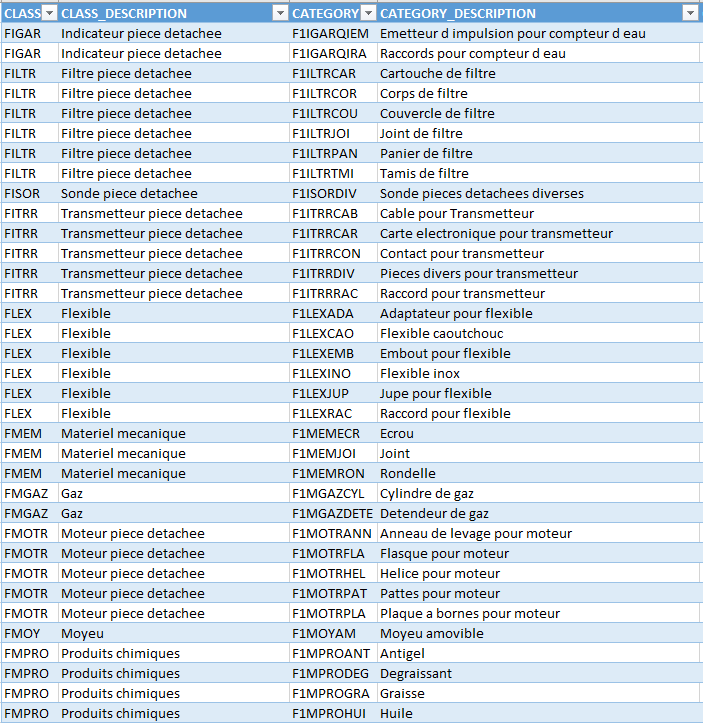 CLASS CLASS_DESCRIPTION CATEGORY CATEGORY_DESCRIPTION
FIGAR Indicateur piece detachee F1IGARQIEM Emetteur d impulsion pour compteur d eau
FIGAR Indicateur piece detachee F1IGARQIRA Raccords pour compteur d eau
FILTR Filtre piece detachee F1ILTRCAR Cartouche de filtre
FILTR Filtre piece detachee F1ILTRCOR Corps de filtre
FILTR Filtre piece detachee F1ILTRCOU Couvercle de filtre
FILTR Filtre piece detachee F1ILTRJOI Joint de filtre
FILTR Filtre piece detachee F1ILTRPAN Panier de filtre
FILTR Filtre piece detachee F1ILTRTMI Tamis de filtre
FISOR Sonde piece detachee F1ISORDIV Sonde pieces detachees diverses
FITRR Transmetteur piece detachee F1ITRRCAB Cable pour Transmetteur
FITRR Transmetteur piece detachee F1ITRRCAR Carte electronique pour transmetteur
FITRR Transmetteur piece detachee F1ITRRCON Contact pour transmetteur
FITRR Transmetteur piece detachee F1ITRRDIV Pieces divers pour transmetteur
FITRR Transmetteur piece detachee F1ITRRRAC Raccord pour transmetteur
FLEX Flexible F1LEXADA Adaptateur pour flexible
FLEX Flexible F1LEXCAO Flexible caoutchouc
FLEX Flexible F1LEXEMB Embout pour flexible
FLEX Flexible F1LEXINO Flexible inox
FLEX Flexible F1LEXJUP Jupe pour flexible
FLEX Flexible F1LEXRAC Raccord pour flexible
FMEM Materiel mecanique F1MEMECR Ecrou
FMEM Materiel mecanique F1MEMJOI Joint
FMEM Materiel mecanique F1MEMRON Rondelle
FMGAZ Gaz F1MGAZCYL Cylindre de gaz
FMGAZ Gaz F1MGAZDETE Detendeur de gaz
FMOTR Moteur piece detachee F1MOTRANN Anneau de levage pour moteur
FMOTR Moteur piece detachee F1MOTRFLA Flasque pour moteur
FMOTR Moteur piece detachee F1MOTRHEL Helice pour moteur
FMOTR Moteur piece detachee F1MOTRPAT Pattes pour moteur
FMOTR Moteur piece detachee F1MOTRPLA Plaque a bornes pour moteur
FMOY Moyeu F1MOYAM Moyeu amovible
FMPRO Produits chimiques F1MPROANT Antigel
FMPRO Produits chimiques F1MPRODEG Degraissant
FMPRO Produits chimiques F1MPROGRA Graisse
FMPRO Produits chimiques F1MPROHUI Huile